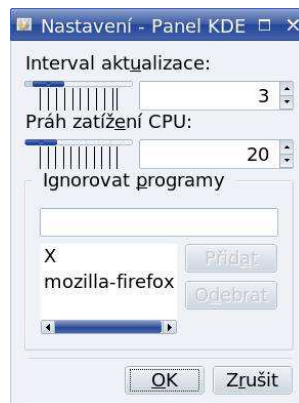 Nastavení - Panel KDE
Interval aktualizace:
3
Práh zatížení CPU:
20
Ignorovat programy
X
Přidat
mozilla-firefox
Odebrat
OK
Zrušit